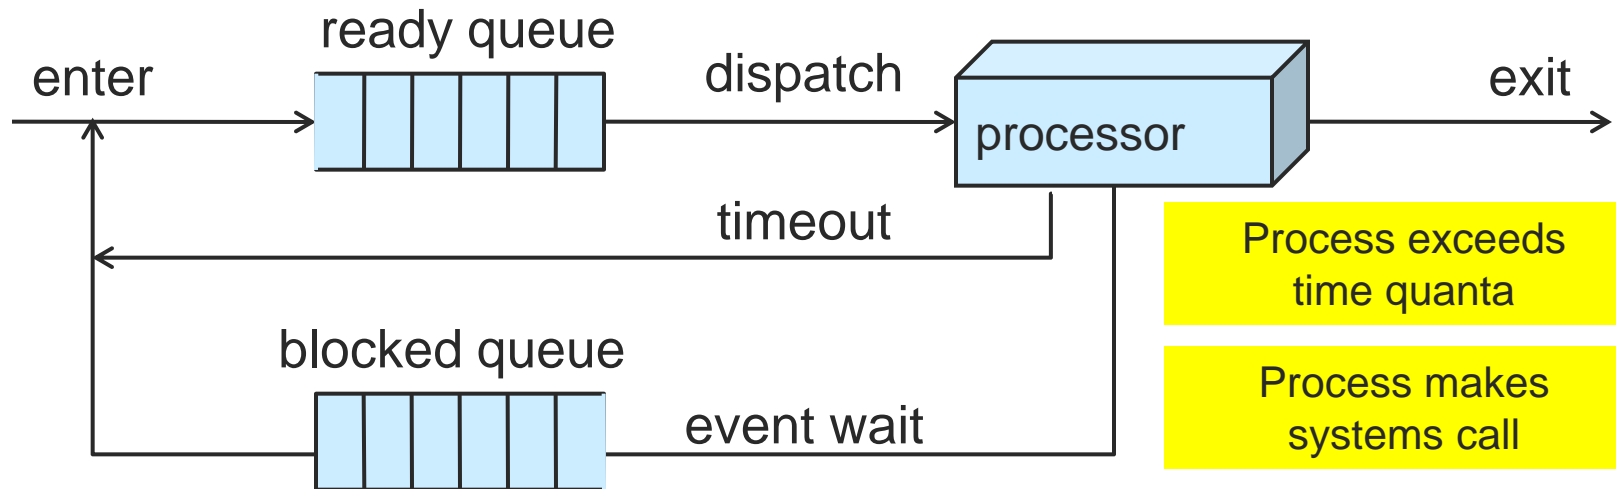 ready queue
enter
dispatch
exit
processor
timeout
Process exceeds
time quanta
blocked queue
Process makes
systems call
event wait